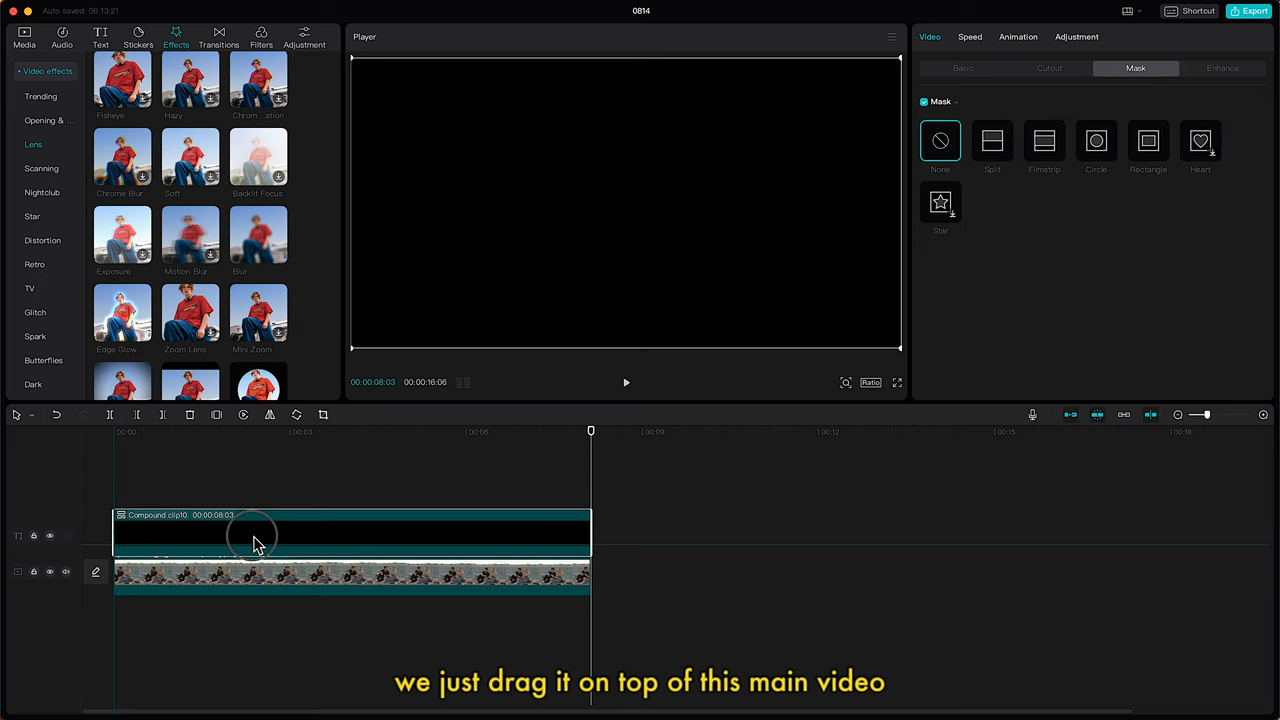 Auto saved: 06:13:21
0814
Shortcut
Export
Media
Audio
Text
Stickers
Effects
Transitions
Filters
Adjustment
Video effects
Trending
Opening & ...
Lens
Scanning
Nightclub
Star
Distortion
Retro
TV
Glitch
Spark
Butterflies
Dark
Fisheye
Hazy
Chrom...ation
Chrome Blur
Soft
Backlit Focus
Exposure
Motion Blur
Blur
Edge Glow
Zoom Lens
Mini Zoom
Player
00:00:08:03
00:00:16:06
Ratio
Video
Speed
Animation
Adjustment
Basic
Cutout
Mask
Enhance
Mask
None
Split
Filmstrip
Circle
Rectangle
Heart
Star
00:00
00:03
00:06
00:09
00:12
00:15
00:18
Compound clip10 00:00:08:03
we just drag it on top of this main video